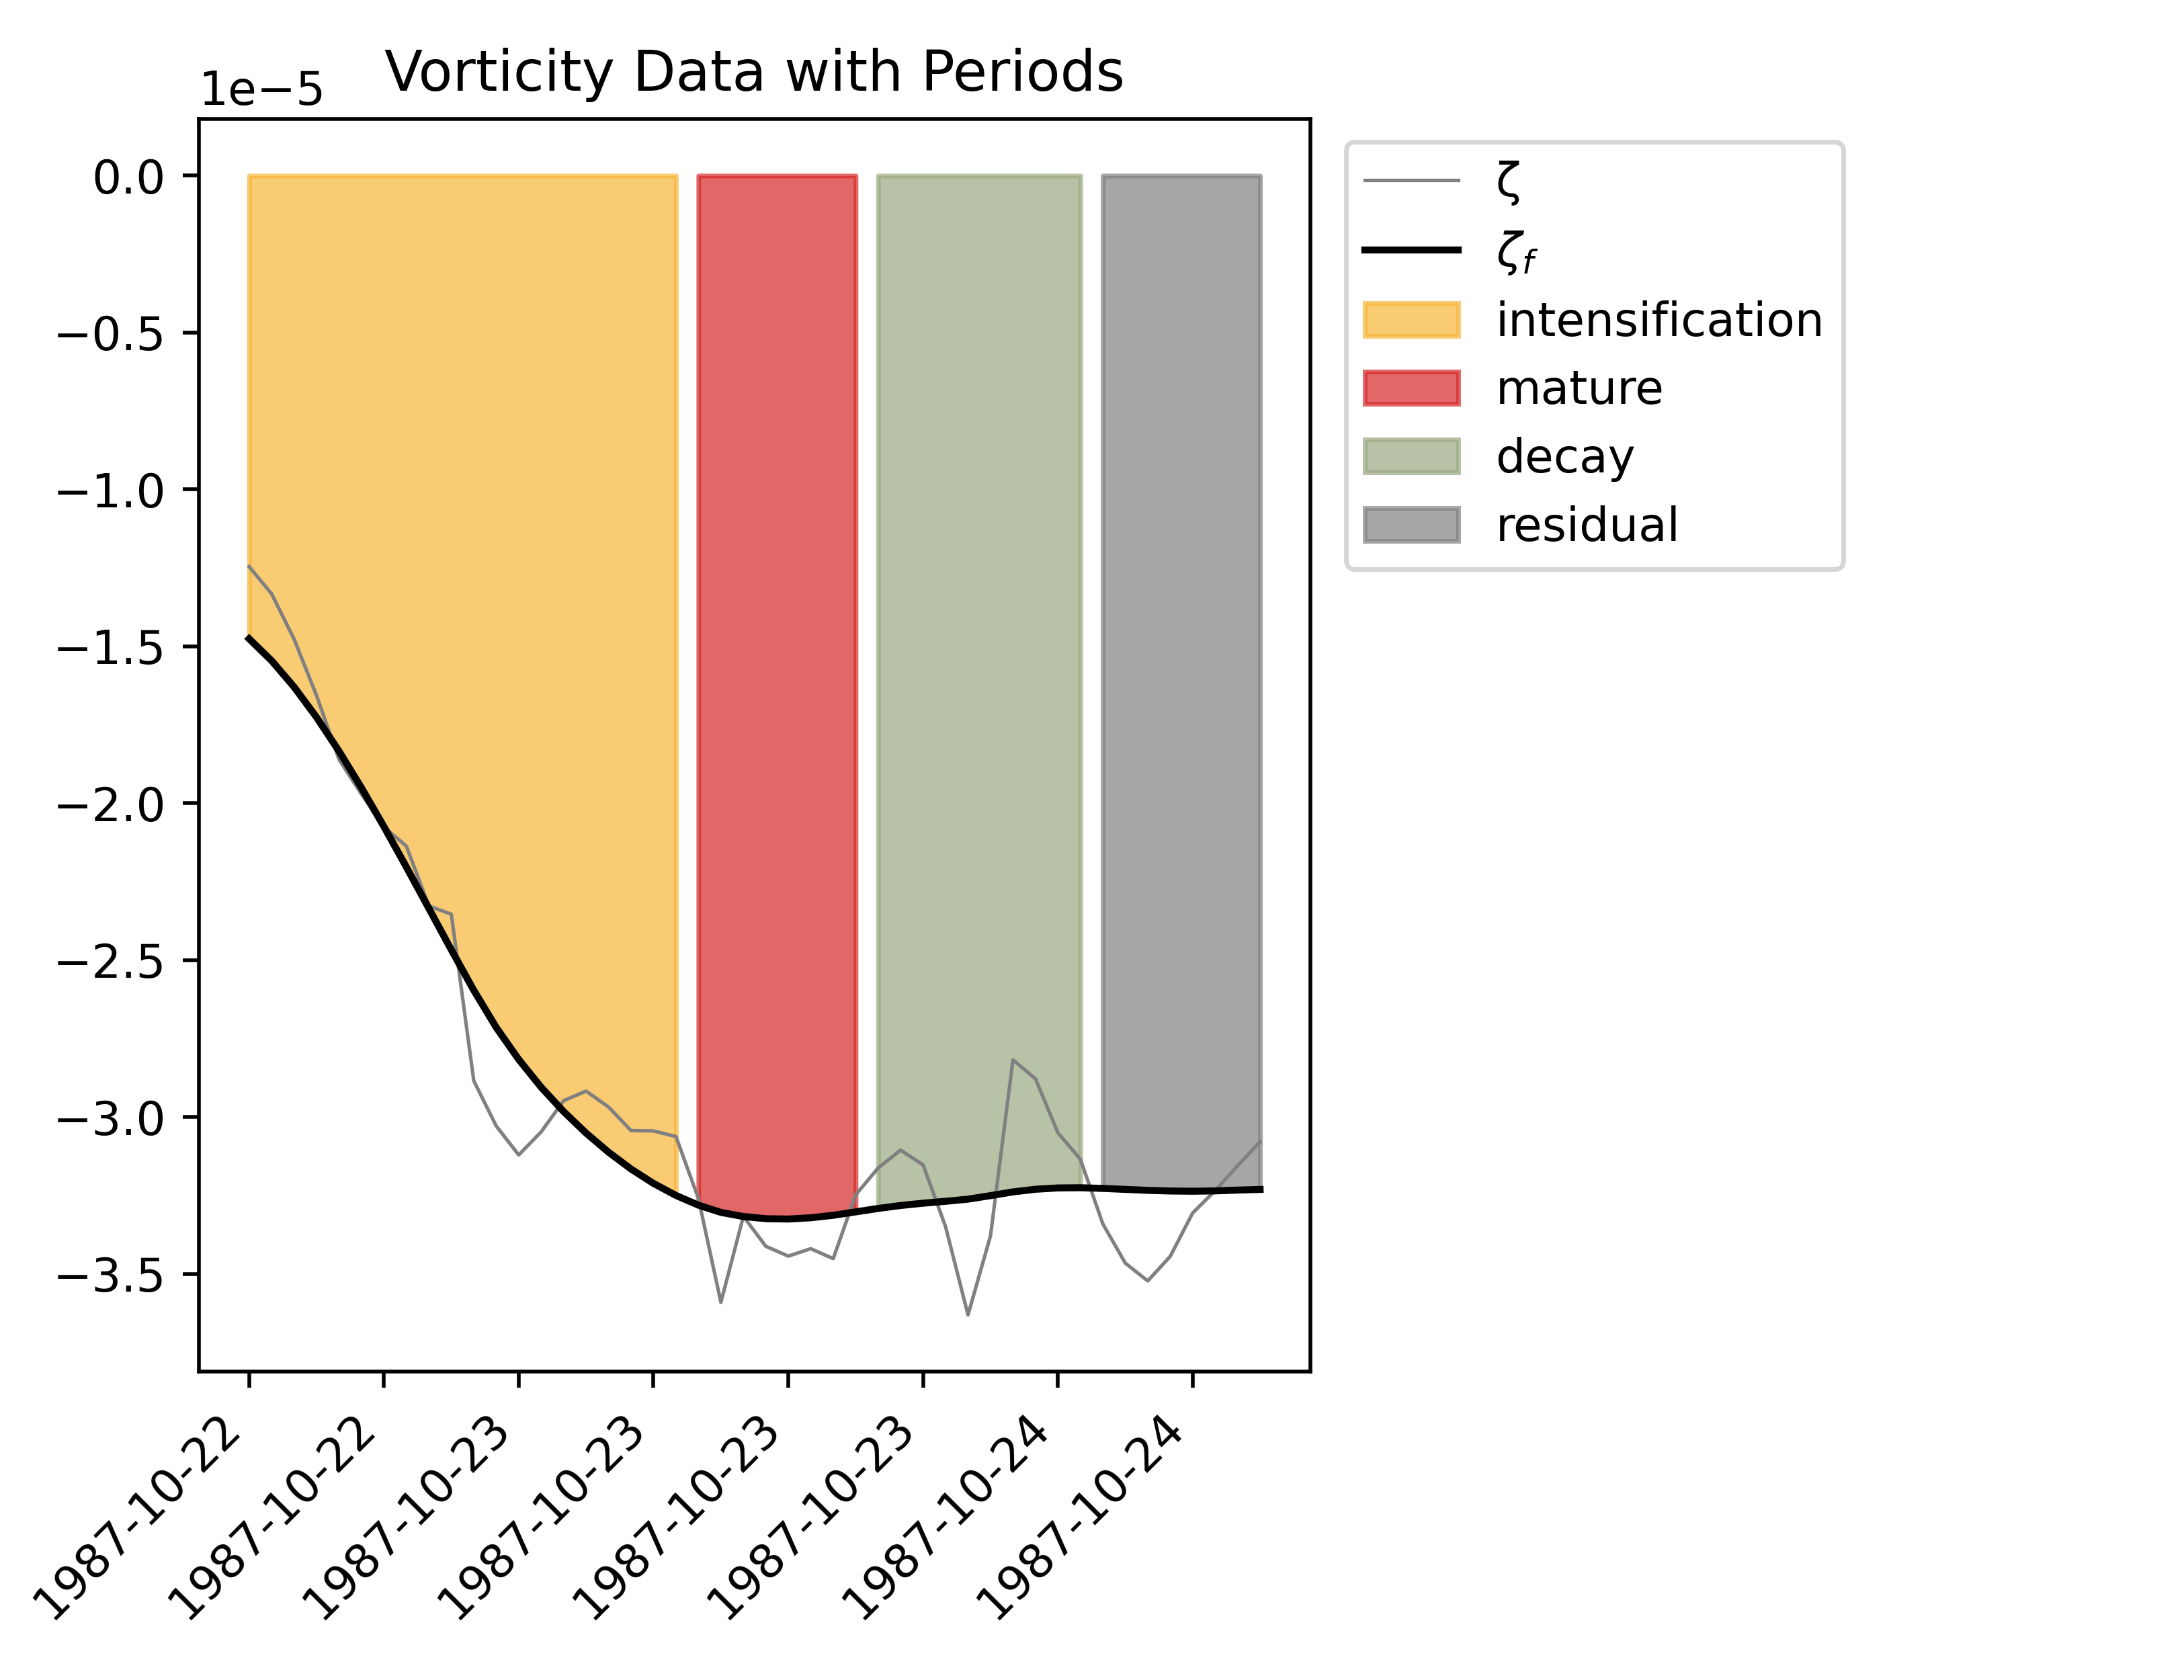 Vorticity Data with Periods
1e−5
0.0
−0.5
−1.0
−1.5
−2.0
−2.5
−3.0
−3.5
1987-10-22
1987-10-22
1987-10-23
1987-10-23
1987-10-23
1987-10-23
1987-10-24
1987-10-24
ζ
ζf
intensification
mature
decay
residual